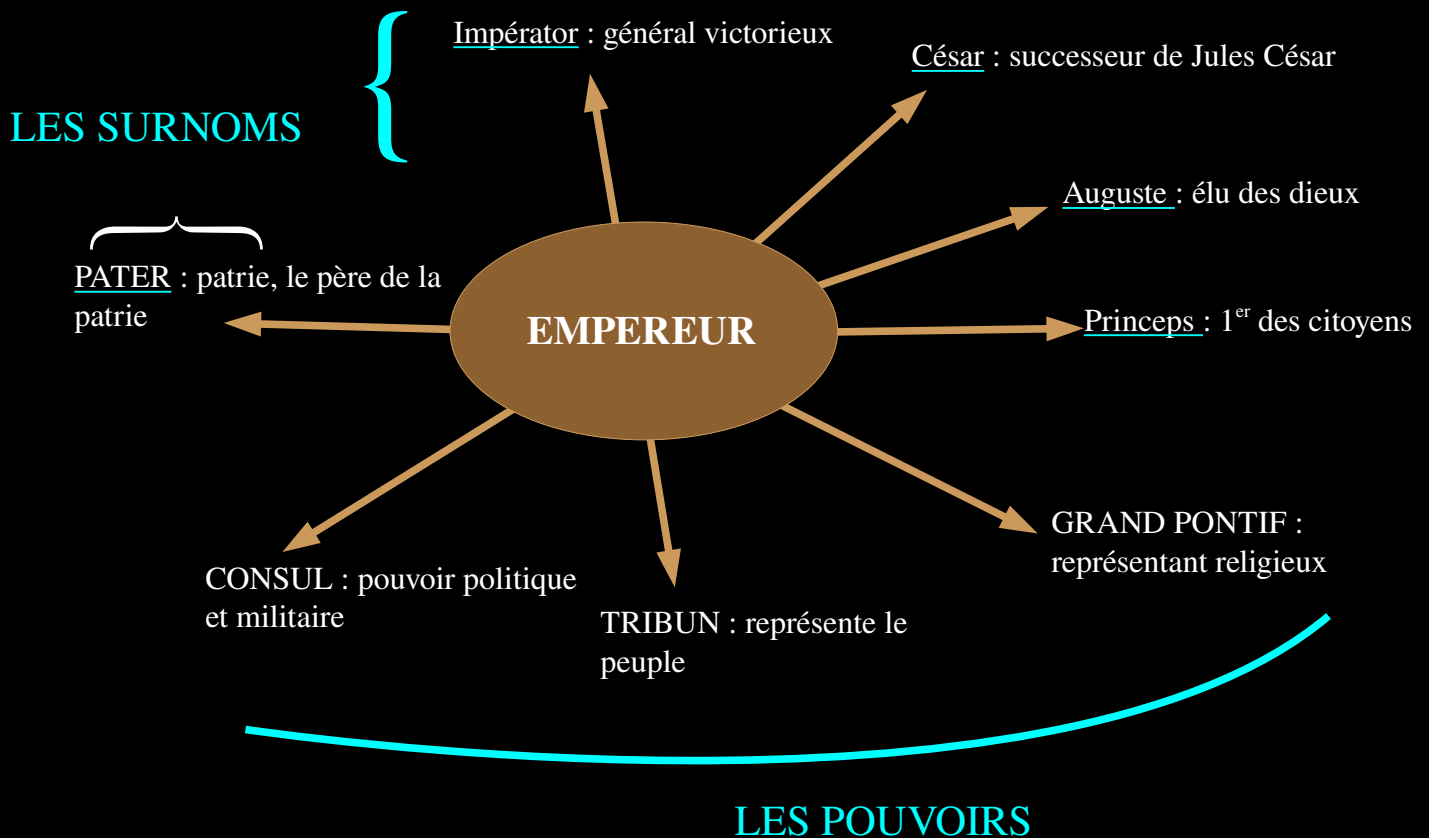 Impérator : général victorieux
César : successeur de Jules César
LES SURNOMS
Auguste : élu des dieux
PATER : patrie, le père de la
patrie
EMPEREUR
Princeps : 1er des citoyens
GRAND PONTIF :
représentant religieux
CONSUL : pouvoir politique
et militaire
TRIBUN : représente le
peuple
LES POUVOIRS